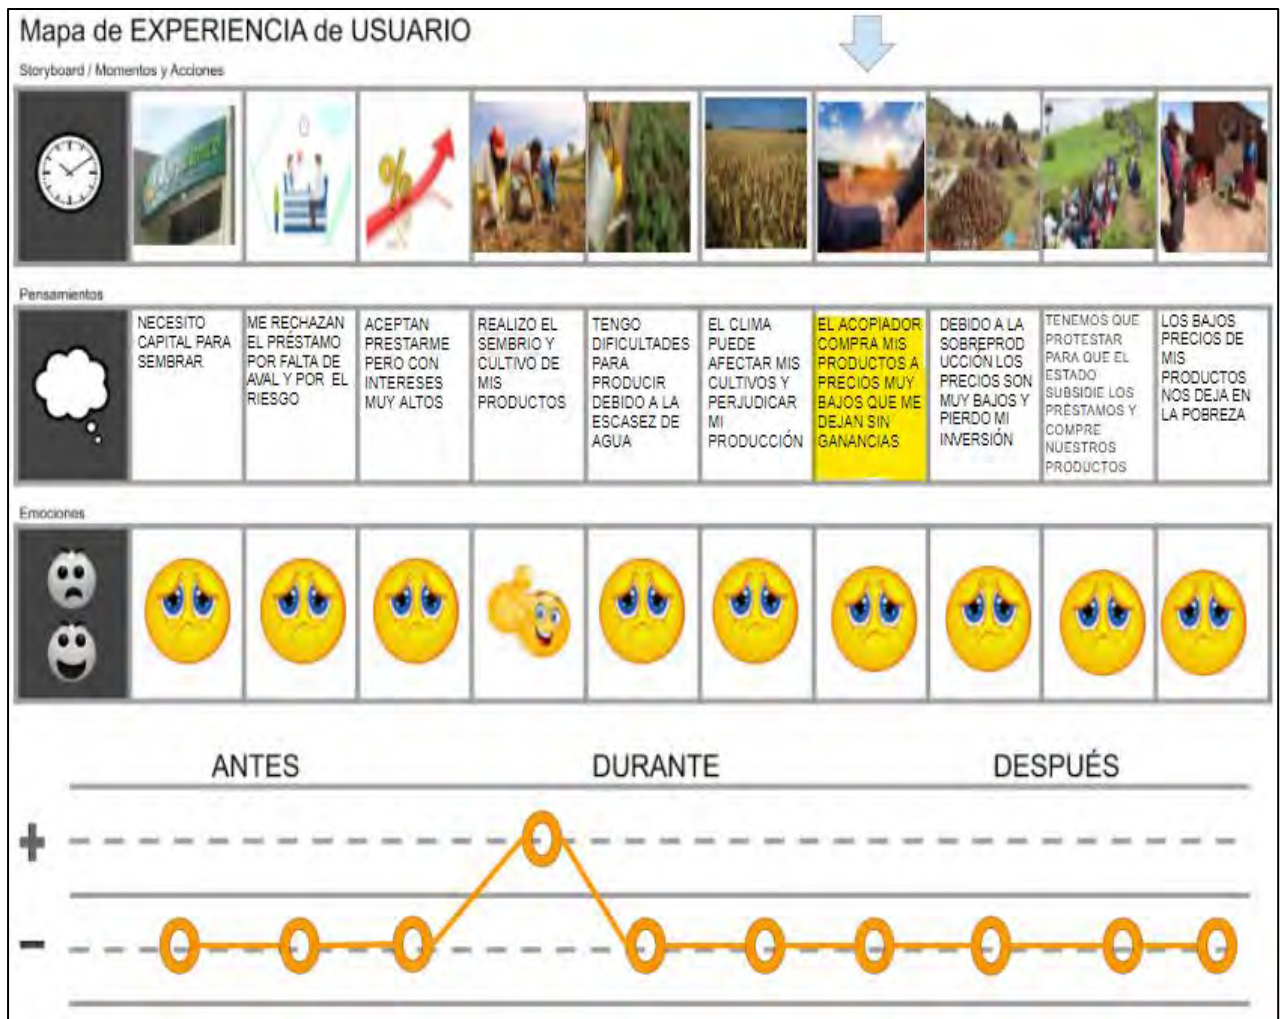 Mapa de EXPERIENCIA de USUARIO
Storyboard / Momentos y Acciones
%
Pensamientos
NECESITO
CAPITAL PARA
SEMBRAR
ME RECHAZAN
EL PRÉSTAMO
POR FALTA DE
AVAL Y POR EL
RIESGO
ACEPTAN
PRESTARME
PERO CON
INTERESES
MUY ALTOS
REALIZO EL
SEMBRIO Y
CULTIVO DE
MIS
PRODUCTOS
TENGO
DIFICULTADES
PARA
PRODUCIR
DEBIDO A LA
ESCASEZ DE
AGUA
EL CLIMA
PUEDE
AFECTAR MIS
CULTIVOS Y
PERJUDICAR
MI
PRODUCCIÓN
EL ACOPIADOR
COMPRA MIS
PRODUCTOS A
PRECIOS MUY
BAJOS QUE ME
DEJAN SIN
GANANCIAS
DEBIDO A LA
SOBREPROD
UCCIÓN LOS
PRECIOS SON
MUY BAJOS Y
PIERDO MI
INVERSIÓN
TENEMOS QUE
PROTESTAR
PARA QUE EL
ESTADO
SUBSIDIE LOS
PRÉSTAMOS Y
COMPRE
NUESTROS
PRODUCTOS
LOS BAJOS
PRECIOS DE
MIS
PRODUCTOS
NOS DEJA EN
LA POBREZA
Emociones
ANTES
DURANTE
DESPUÉS
+
-